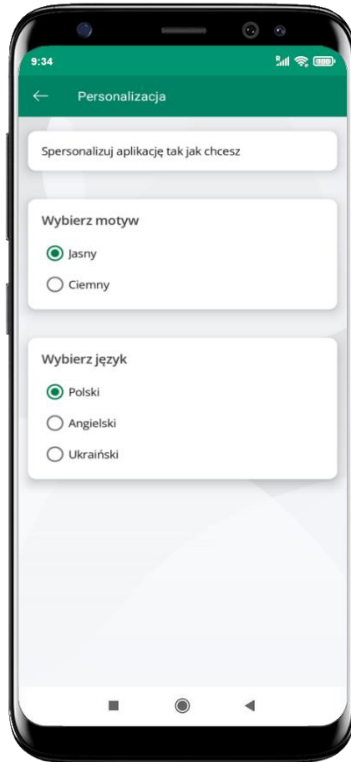 9:34
Personalizacja
Spersonalizuj aplikację tak jak chcesz
Wybierz motyw
Jasny
Ciemny
Wybierz język
Polski
Angielski
Ukraiński